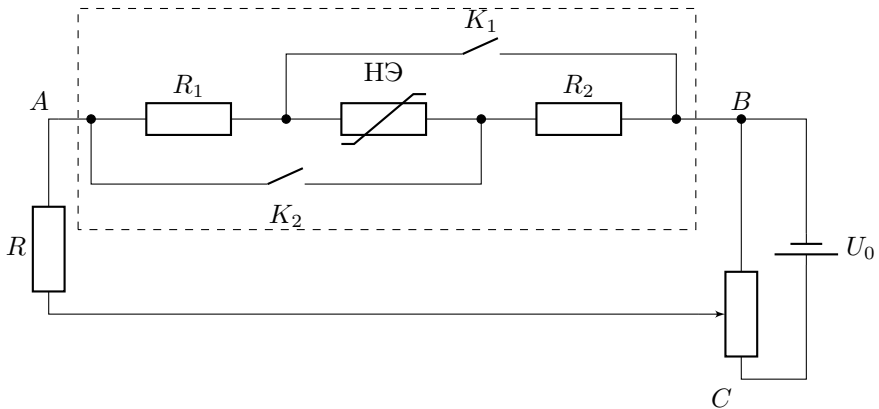 K₁
НЭ
A
R₁
R₂
B
K₂
R
U₀
C